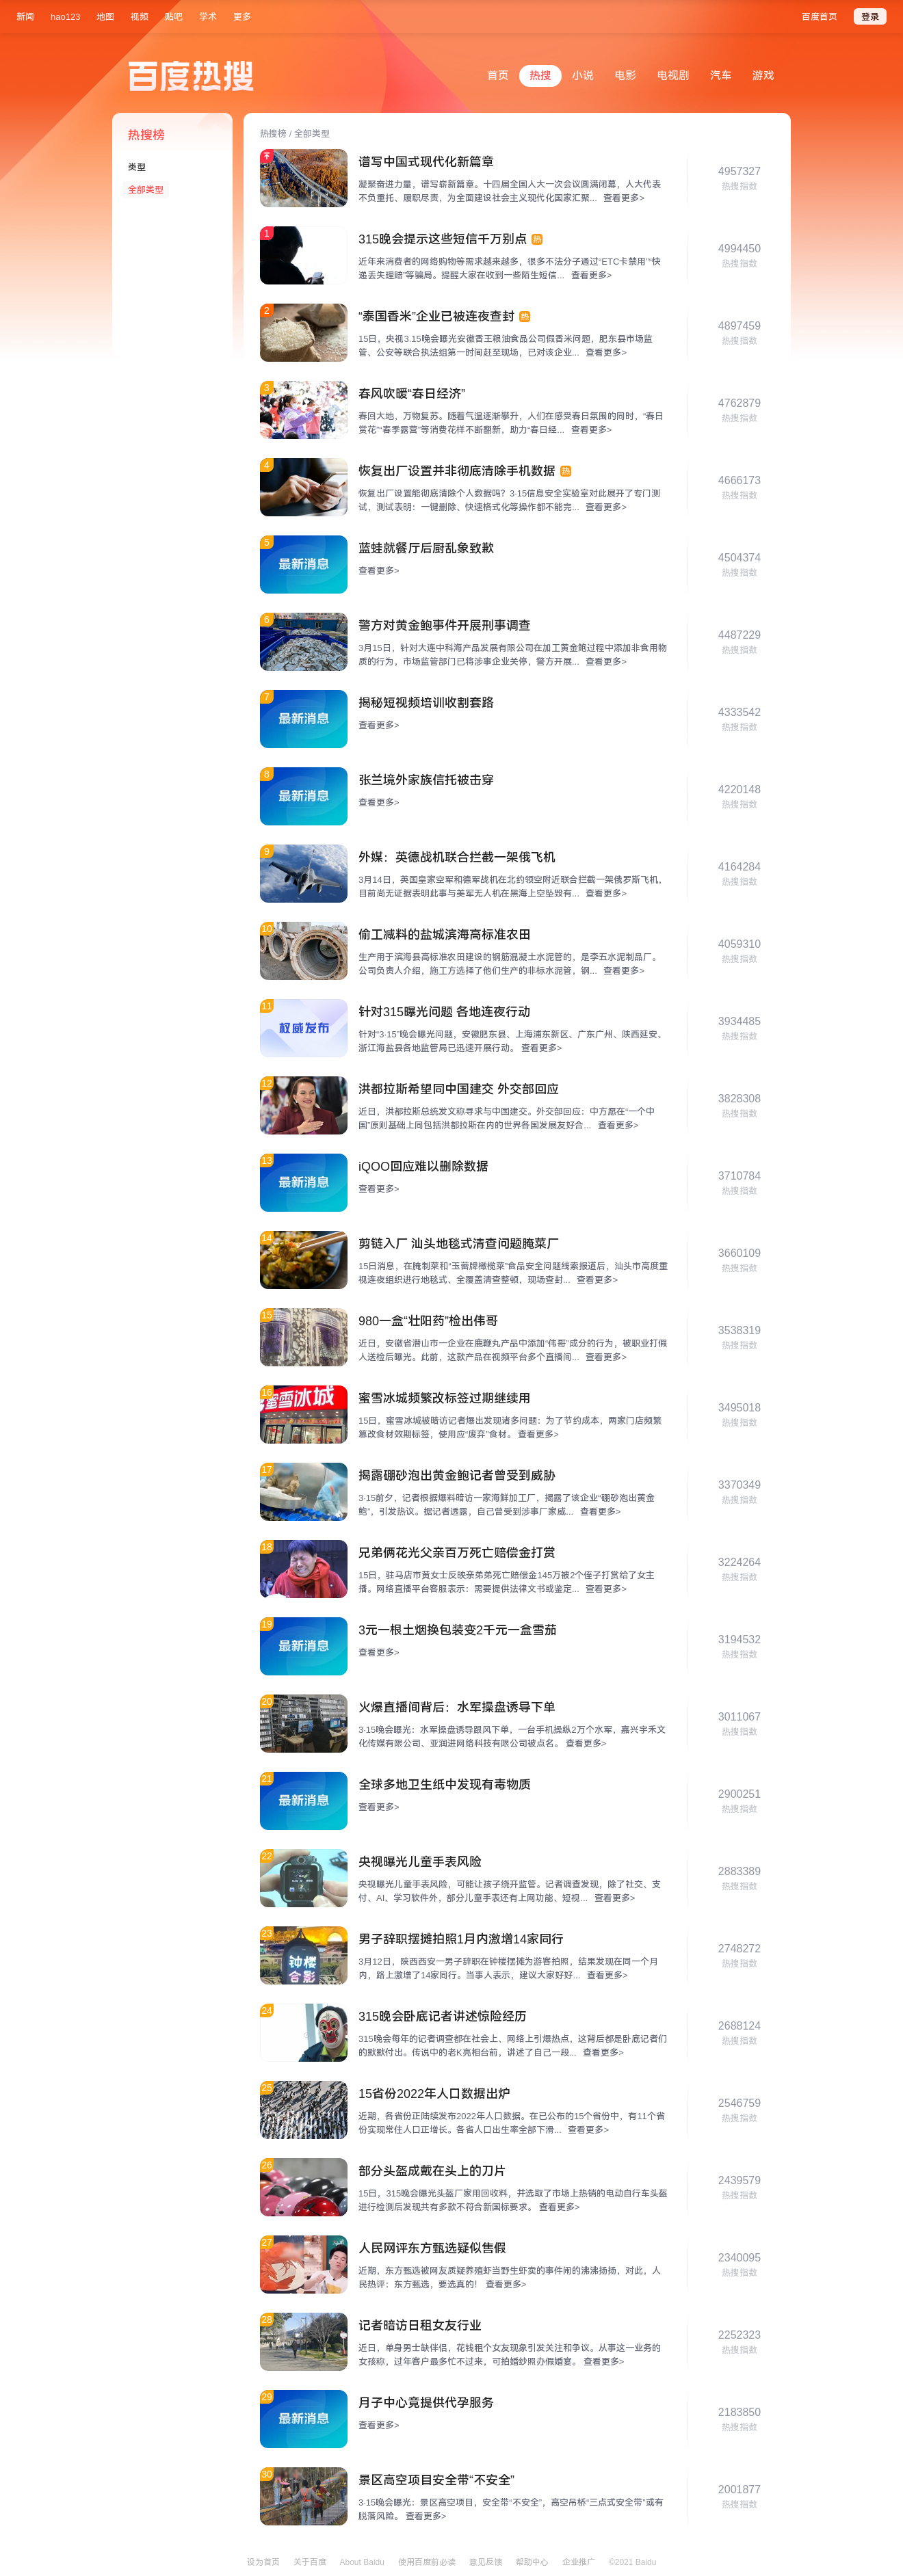 新闻 hao123 地图 视频 贴吧 学术 更多 百度首页 登录
百度热搜
首页 热搜 小说 电影 电视剧 汽车 游戏
热搜榜
类型
全部类型
热搜榜 / 全部类型
谱写中国式现代化新篇章
凝聚奋进力量，谱写崭新篇章。十四届全国人大一次会议圆满闭幕，人大代表
不负重托、履职尽责，为全面建设社会主义现代化国家汇聚... 查看更多>
4957327
热搜指数
1
315晚会提示这些短信千万别点 热
近年来消费者的网络购物等需求越来越多，很多不法分子通过“ETC卡禁用”“快
递丢失理赔”等骗局。提醒大家在收到一些陌生短信... 查看更多>
4994450
热搜指数
2
“泰国香米”企业已被连夜查封 热
15日，央视3.15晚会曝光安徽香王粮油食品公司假香米问题，肥东县市场监
管、公安等联合执法组第一时间赶至现场，已对该企业... 查看更多>
4897459
热搜指数
3
春风吹暖“春日经济”
春回大地，万物复苏。随着气温逐渐攀升，人们在感受春日氛围的同时，“春日
赏花”“春季露营”等消费花样不断翻新，助力“春日经... 查看更多>
4762879
热搜指数
4
恢复出厂设置并非彻底清除手机数据 热
恢复出厂设置能彻底清除个人数据吗？3·15信息安全实验室对此展开了专门测
试，测试表明：一键删除、快速格式化等操作都不能完... 查看更多>
4666173
热搜指数
5
最新消息
蓝蛙就餐厅后厨乱象致歉
查看更多>
4504374
热搜指数
6
警方对黄金鲍事件开展刑事调查
3月15日，针对大连中科海产品发展有限公司在加工黄金鲍过程中添加非食用物
质的行为，市场监管部门已将涉事企业关停，警方开展... 查看更多>
4487229
热搜指数
7
最新消息
揭秘短视频培训收割套路
查看更多>
4333542
热搜指数
8
最新消息
张兰境外家族信托被击穿
查看更多>
4220148
热搜指数
9
外媒：英德战机联合拦截一架俄飞机
3月14日，英国皇家空军和德军战机在北约领空附近联合拦截一架俄罗斯飞机，
目前尚无证据表明此事与美军无人机在黑海上空坠毁有... 查看更多>
4164284
热搜指数
10
偷工减料的盐城滨海高标准农田
生产用于滨海县高标准农田建设的钢筋混凝土水泥管的，是李五水泥制品厂。
公司负责人介绍，施工方选择了他们生产的非标水泥管，钢... 查看更多>
4059310
热搜指数
11
权威发布
针对315曝光问题 各地连夜行动
针对“3·15”晚会曝光问题，安徽肥东县、上海浦东新区、广东广州、陕西延安、
浙江海盐县各地监管局已迅速开展行动。 查看更多>
3934485
热搜指数
12
洪都拉斯希望同中国建交 外交部回应
近日，洪都拉斯总统发文称寻求与中国建交。外交部回应：中方愿在“一个中
国”原则基础上同包括洪都拉斯在内的世界各国发展友好合... 查看更多>
3828308
热搜指数
13
最新消息
iQOO回应难以删除数据
查看更多>
3710784
热搜指数
14
剪链入厂 汕头地毯式清查问题腌菜厂
15日消息，在腌制菜和“玉蕾牌橄榄菜”食品安全问题线索报道后，汕头市高度重
视连夜组织进行地毯式、全覆盖清查整顿，现场查封... 查看更多>
3660109
热搜指数
15
980一盒“壮阳药”检出伟哥
近日，安徽省潜山市一企业在鹿鞭丸产品中添加“伟哥”成分的行为，被职业打假
人送检后曝光。此前，这款产品在视频平台多个直播间... 查看更多>
3538319
热搜指数
16
蜜雪冰城
蜜雪冰城频繁改标签过期继续用
15日，蜜雪冰城被暗访记者爆出发现诸多问题：为了节约成本，两家门店频繁
篡改食材效期标签，使用应“废弃”食材。 查看更多>
3495018
热搜指数
17
揭露硼砂泡出黄金鲍记者曾受到威胁
3·15前夕，记者根据爆料暗访一家海鲜加工厂，揭露了该企业“硼砂泡出黄金
鲍”，引发热议。据记者透露，自己曾受到涉事厂家威... 查看更多>
3370349
热搜指数
18
兄弟俩花光父亲百万死亡赔偿金打赏
15日，驻马店市黄女士反映亲弟弟死亡赔偿金145万被2个侄子打赏给了女主
播。网络直播平台客服表示：需要提供法律文书或鉴定... 查看更多>
3224264
热搜指数
19
最新消息
3元一根土烟换包装变2千元一盒雪茄
查看更多>
3194532
热搜指数
20
火爆直播间背后：水军操盘诱导下单
3·15晚会曝光：水军操盘诱导跟风下单，一台手机操纵2万个水军，嘉兴宇禾文
化传媒有限公司、亚润进网络科技有限公司被点名。 查看更多>
3011067
热搜指数
21
最新消息
全球多地卫生纸中发现有毒物质
查看更多>
2900251
热搜指数
22
央视曝光儿童手表风险
央视曝光儿童手表风险，可能让孩子绕开监管。记者调查发现，除了社交、支
付、AI、学习软件外，部分儿童手表还有上网功能、短视... 查看更多>
2883389
热搜指数
23
钟楼
合影
男子辞职摆摊拍照1月内激增14家同行
3月12日，陕西西安一男子辞职在钟楼摆摊为游客拍照，结果发现在同一个月
内，路上激增了14家同行。当事人表示，建议大家好好... 查看更多>
2748272
热搜指数
24
315晚会卧底记者讲述惊险经历
315晚会每年的记者调查都在社会上、网络上引爆热点，这背后都是卧底记者们
的默默付出。传说中的老K亮相台前，讲述了自己一段... 查看更多>
2688124
热搜指数
25
15省份2022年人口数据出炉
近期，各省份正陆续发布2022年人口数据。在已公布的15个省份中，有11个省
份实现常住人口正增长。各省人口出生率全部下滑... 查看更多>
2546759
热搜指数
26
部分头盔成戴在头上的刀片
15日，315晚会曝光头盔厂家用回收料，并选取了市场上热销的电动自行车头盔
进行检测后发现共有多款不符合新国标要求。 查看更多>
2439579
热搜指数
27
人民网评东方甄选疑似售假
近期，东方甄选被网友质疑养殖虾当野生虾卖的事件闹的沸沸扬扬，对此，人
民热评：东方甄选，要选真的！ 查看更多>
2340095
热搜指数
28
记者暗访日租女友行业
近日，单身男士缺伴侣，花钱租个女友现象引发关注和争议。从事这一业务的
女孩称，过年客户最多忙不过来，可拍婚纱照办假婚宴。 查看更多>
2252323
热搜指数
29
最新消息
月子中心竟提供代孕服务
查看更多>
2183850
热搜指数
30
景区高空项目安全带“不安全”
3·15晚会曝光：景区高空项目，安全带“不安全”，高空吊桥“三点式安全带”或有
脱落风险。 查看更多>
2001877
热搜指数
设为首页 关于百度 About Baidu 使用百度前必读 意见反馈 帮助中心 企业推广 ©2021 Baidu